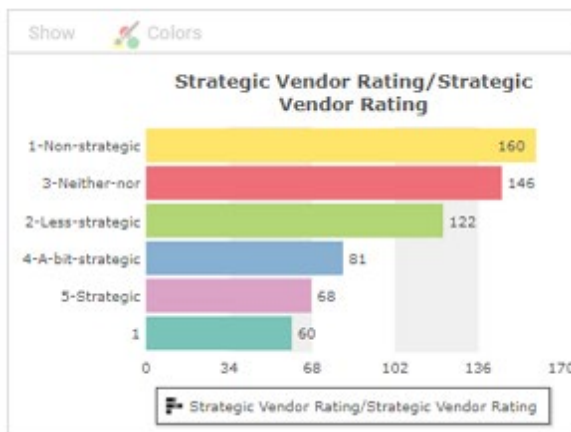 Show Colors
Strategic Vendor Rating/Strategic
Vendor Rating
1-Non-strategic 160
3-Neither-nor 146
2-Less-strategic 122
4-A-bit-strategic 81
5-Strategic 68
1 60
0 34 68 102 136 170
Strategic Vendor Rating/Strategic Vendor Rating